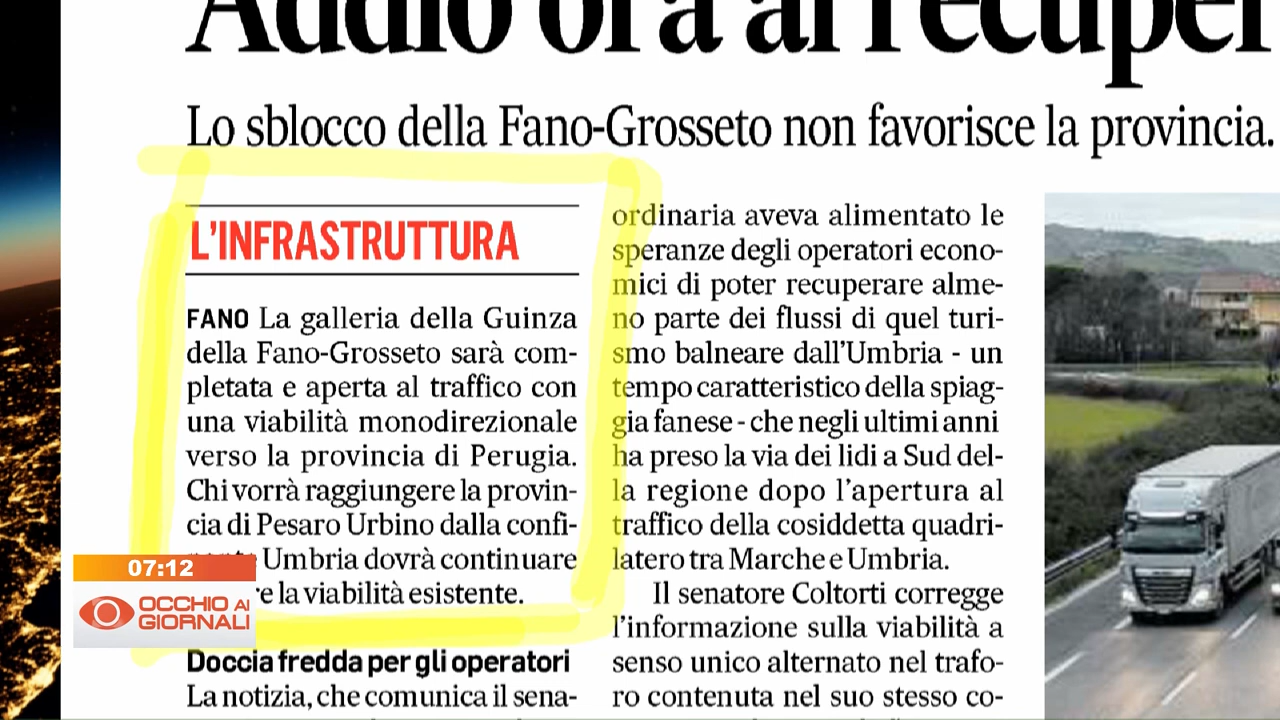 Addio ora al recuper
Lo sblocco della Fano-Grosseto non favorisce la provincia.
L'INFRASTRUTTURA
FANO La galleria della Guinza
della Fano-Grosseto sarà com-
pletata e aperta al traffico con
una viabilità monodirezionale
verso la provincia di Perugia.
Chi vorrà raggiungere la provin-
cia di Pesaro Urbino dalla confi-
Umbria dovrà continuare
re la viabilità esistente.
Doccia fredda per gli operatori
La notizia, che comunica il sena-
ordinaria aveva alimentato le
speranze degli operatori econo-
mici di poter recuperare alme-
no parte dei flussi di quel turi-
smo balneare dall'Umbria - un
tempo caratteristico della spiag-
gia fanese - che negli ultimi anni
ha preso la via dei lidi a Sud del-
la regione dopo l'apertura al
traffico della cosiddetta quadri-
latero tra Marche e Umbria.
Il senatore Coltorti corregge
l'informazione sulla viabilità a
senso unico alternato nel trafo-
ro contenuta nel suo stesso co-
07:12
OCCHIO AI
GIORNALI